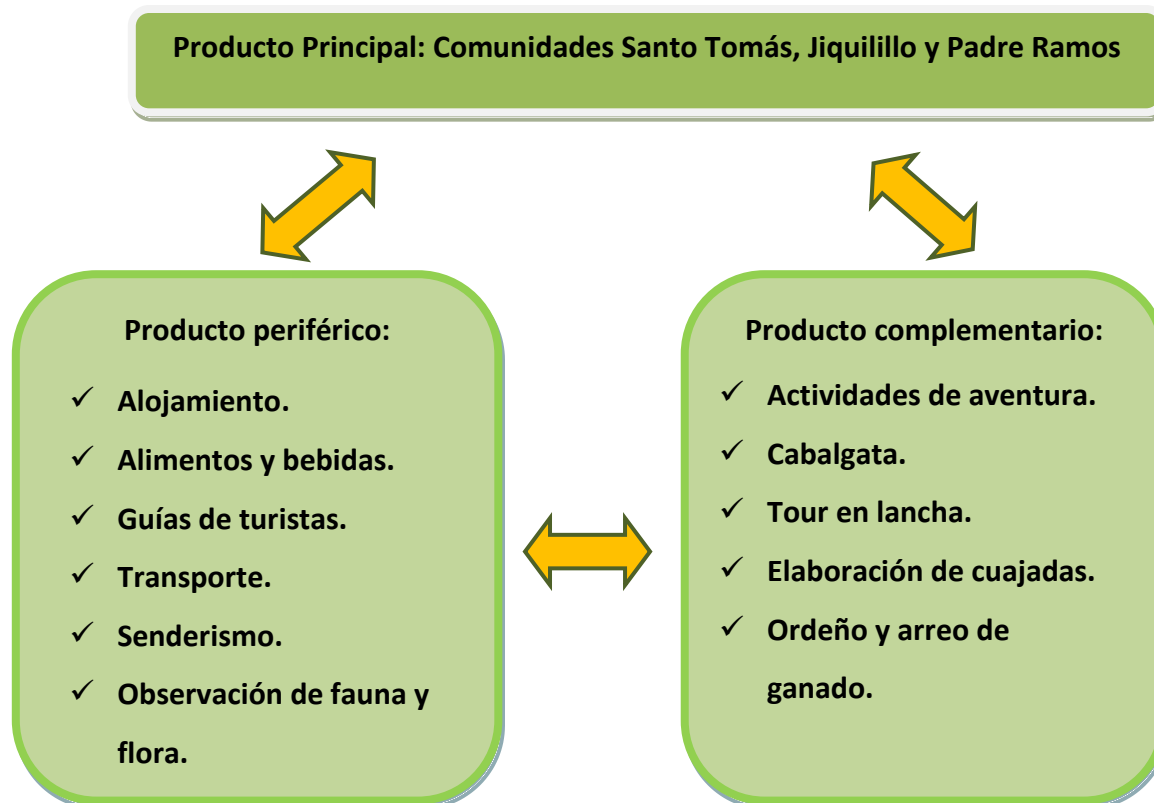 Producto Principal: Comunidades Santo Tomás, Jiquilillo y Padre Ramos
Producto periférico:
✓ Alojamiento.
✓ Alimentos y bebidas.
✓ Guías de turistas.
✓ Transporte.
✓ Senderismo.
✓ Observación de fauna y
flora.
Producto complementario:
✓ Actividades de aventura.
✓ Cabalgata.
✓ Tour en lancha.
✓ Elaboración de cuajadas.
✓ Ordeño y arreo de
ganado.